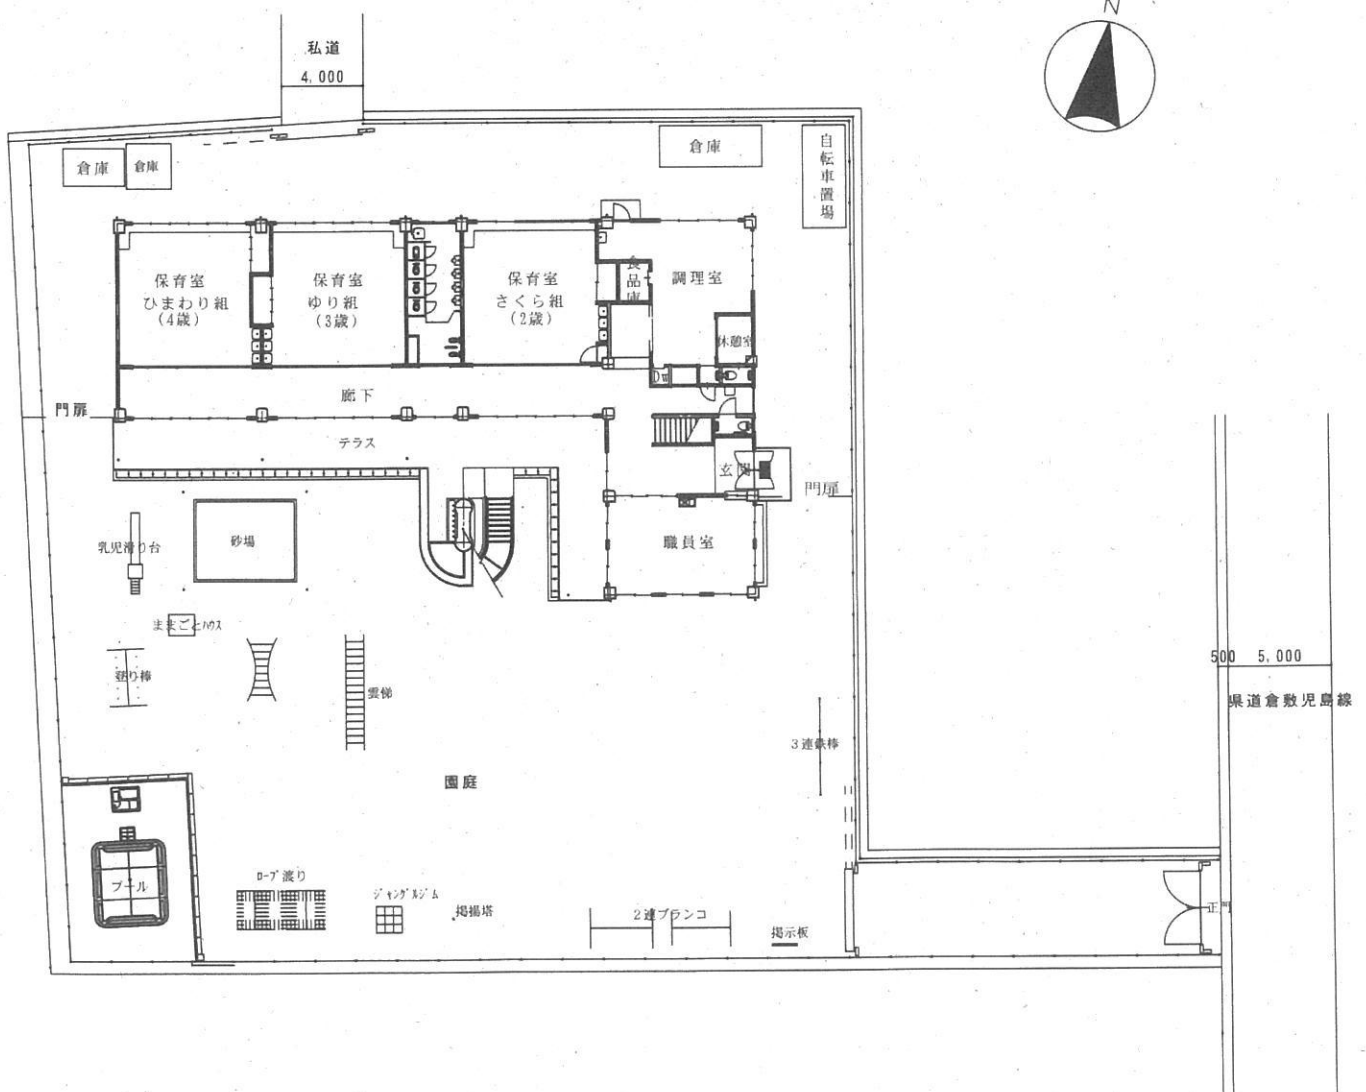 N
私道
4,000
倉庫
倉庫
倉庫
自転車置場
保育室
ひまわり組
(4歳)
保育室
ゆり組
(3歳)
保育室
さくら組
(2歳)
食品庫
調理室
休憩室
廊下
門扉
テラス
玄関
門扉
職員室
乳児滑り台
砂場
ままごとハウス
登り棒
雲梯
500
5,000
県道倉敷児島線
3連鉄棒
園庭
プール
ロープ渡り
ジャングルジム
掲揚塔
2連ブランコ
掲示板
正門